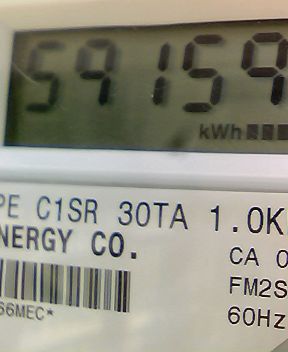 59159
kWh
PE C1SR 30TA 1.0K
NERGY CO.
CA 0
FM2S
66MEC*
60Hz